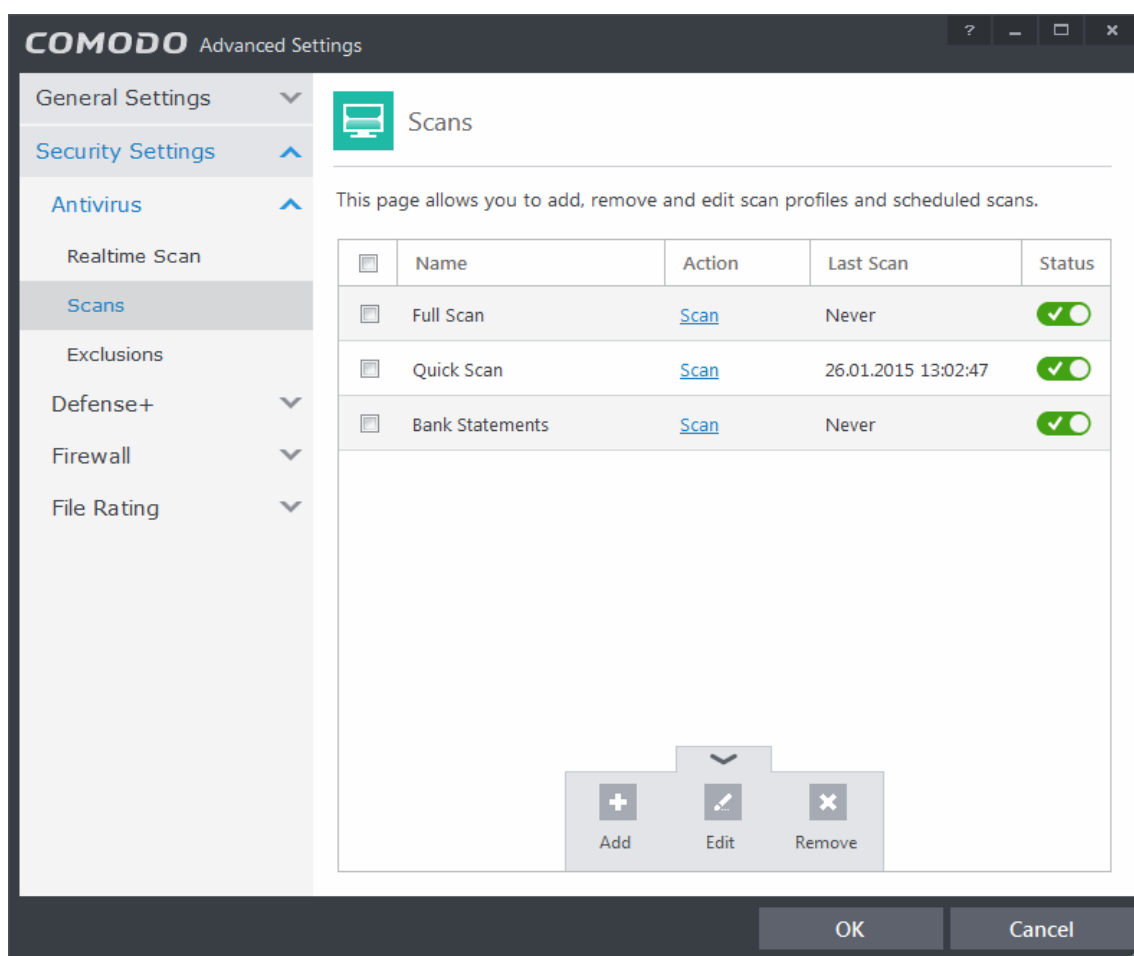 COMODO Advanced Settings
?
General Settings
Security Settings
Antivirus
Realtime Scan
Scans
Exclusions
Defense+
Firewall
File Rating
Scans
This page allows you to add, remove and edit scan profiles and scheduled scans.
Name Action Last Scan Status
Full Scan Scan Never
Quick Scan Scan 26.01.2015 13:02:47
Bank Statements Scan Never
Add Edit Remove
OK Cancel